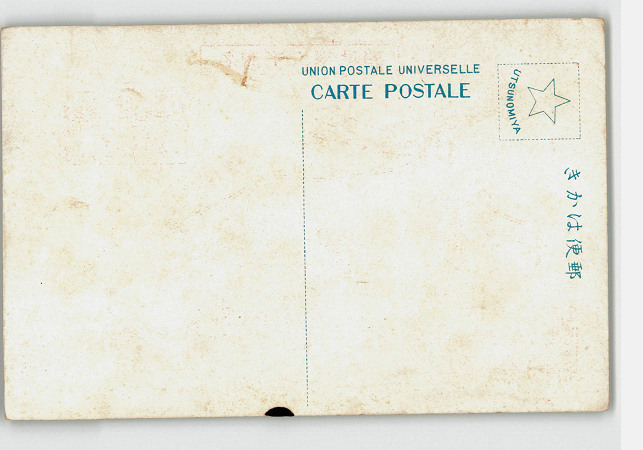 UNION POSTALE UNIVERSELLE
CARTE POSTALE
UTSUNOMIYA
郵便はかき